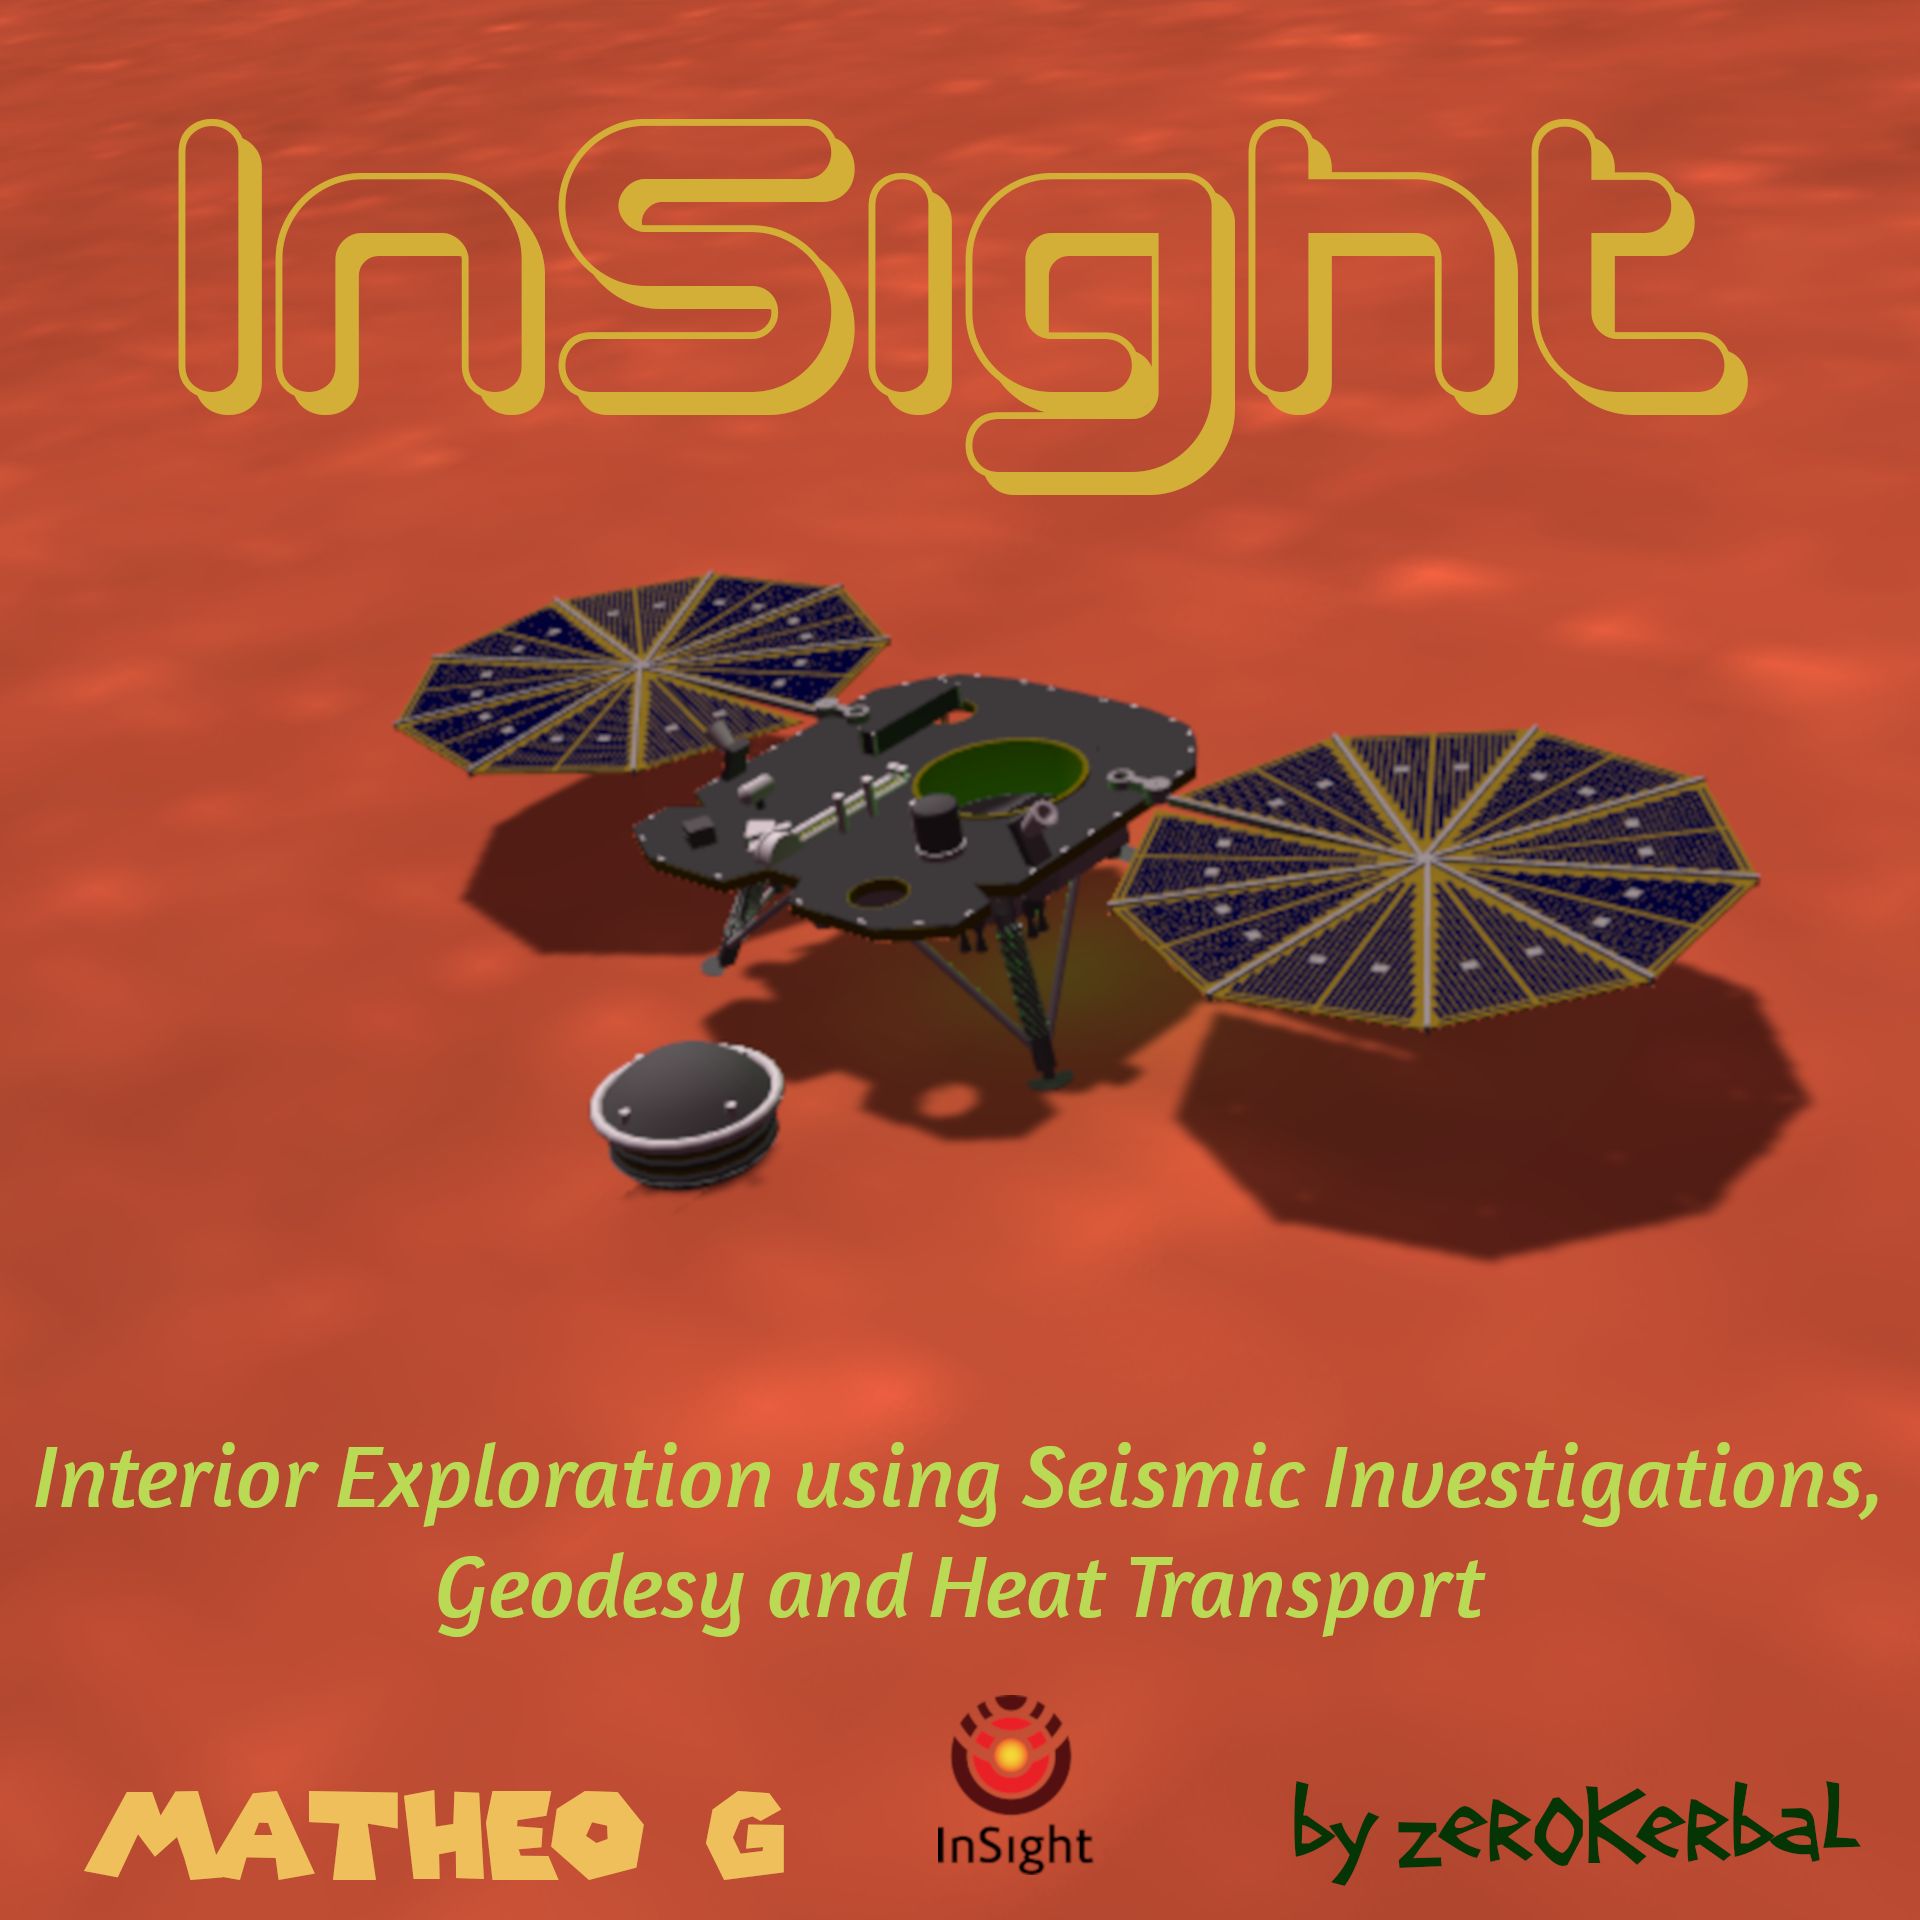 InSight
Interior Exploration using Seismic Investigations,
Geodesy and Heat Transport
MATHEO G
InSight
by zeroKerbal